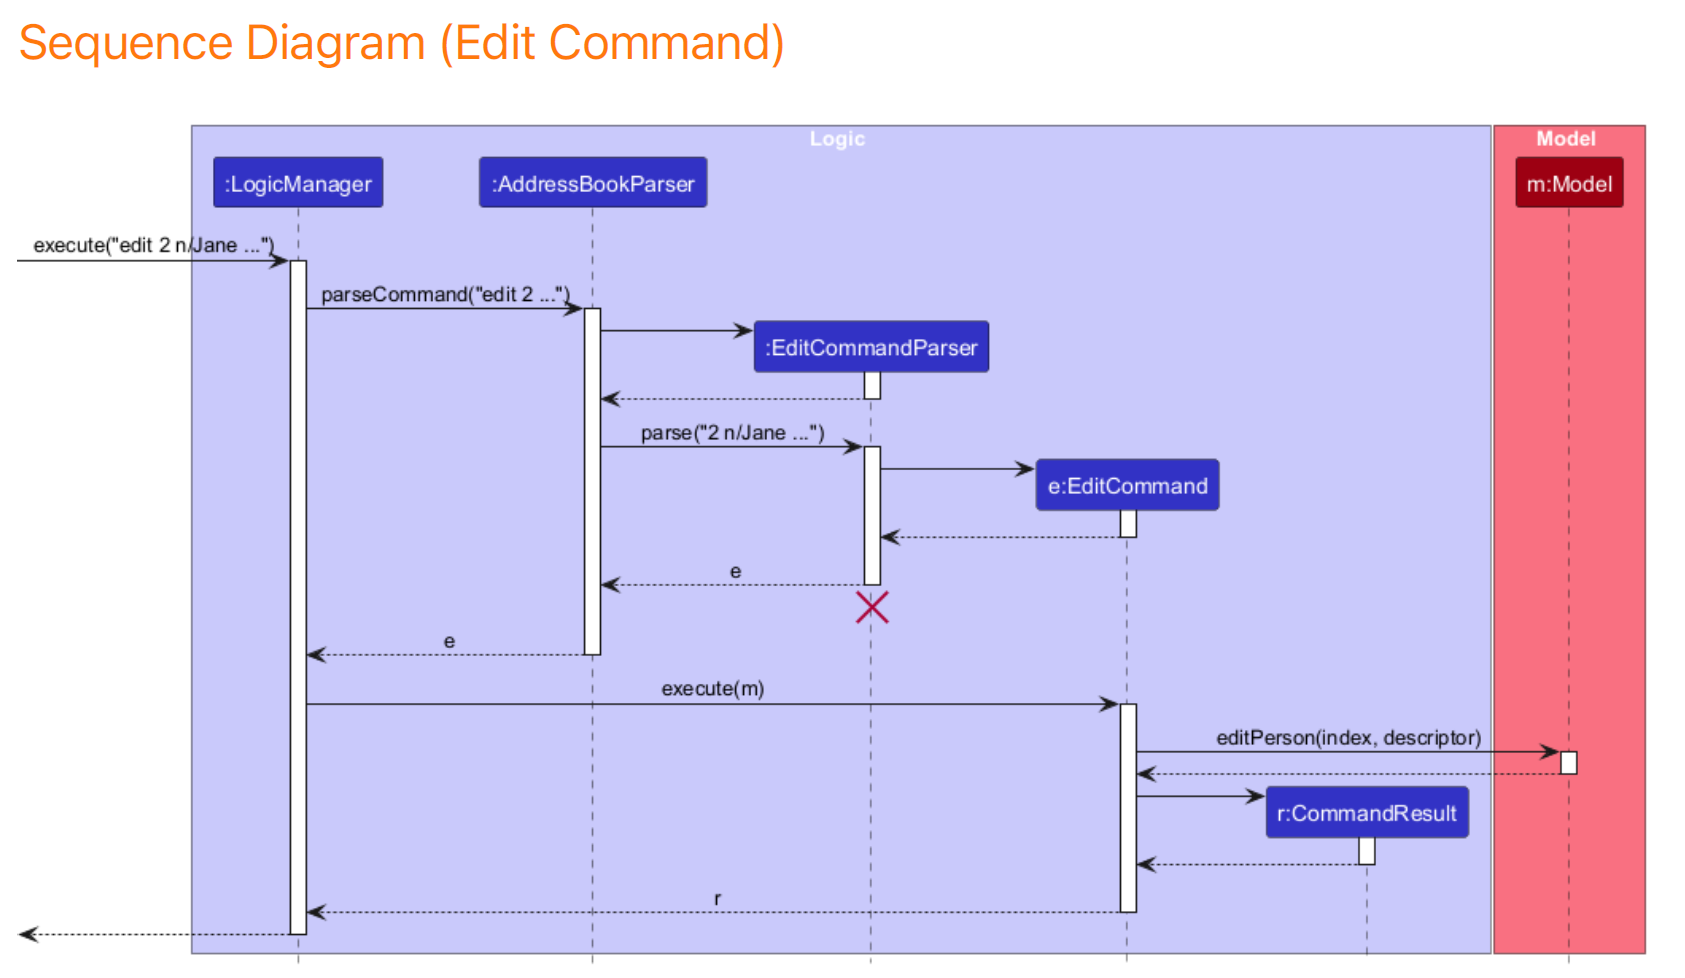 Sequence Diagram (Edit Command)
Logic
Model
:LogicManager
:AddressBookParser
m:Model
execute("edit 2 n/Jane ...")
parseCommand("edit 2 ...")
:EditCommandParser
parse("2 n/Jane ...")
e:EditCommand
e
e
execute(m)
editPerson(index, descriptor)
r:CommandResult
r